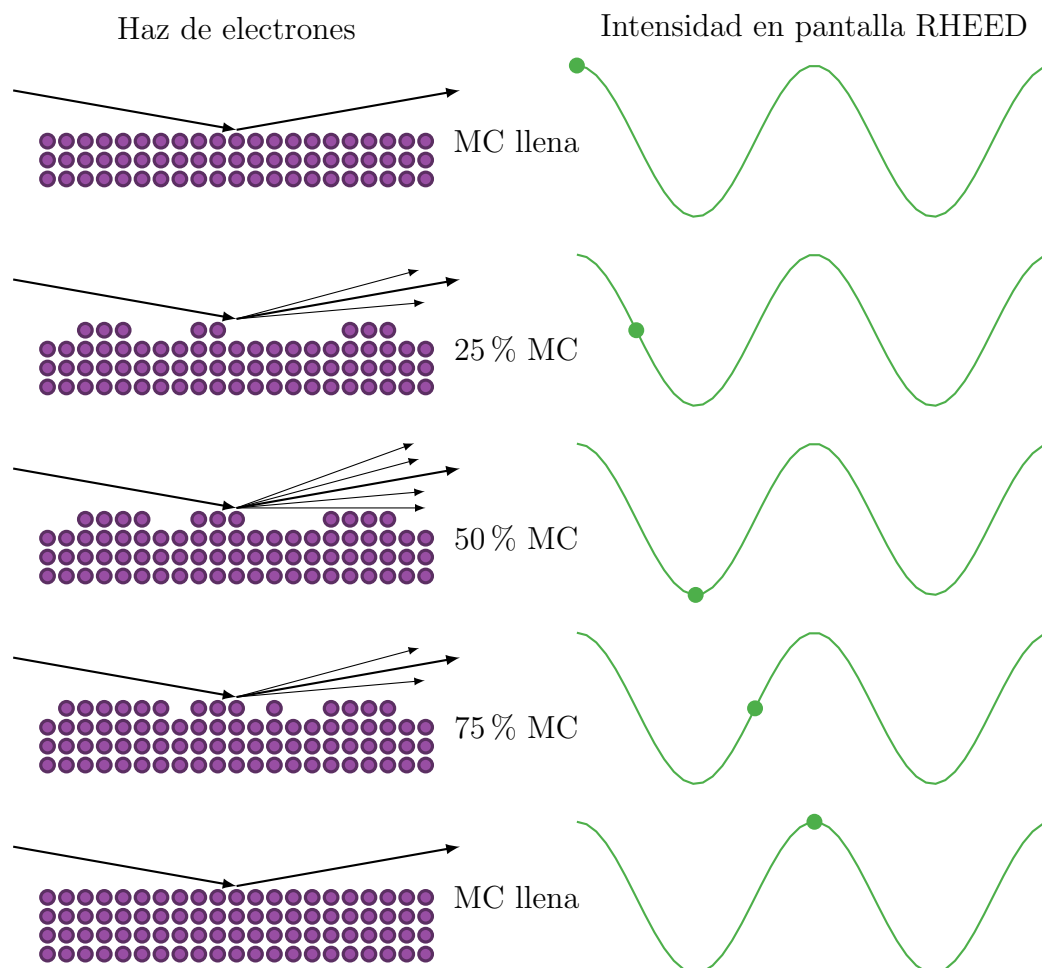 Haz de electrones
Intensidad en pantalla RHEED
MC llena
25 % MC
50 % MC
75 % MC
MC llena